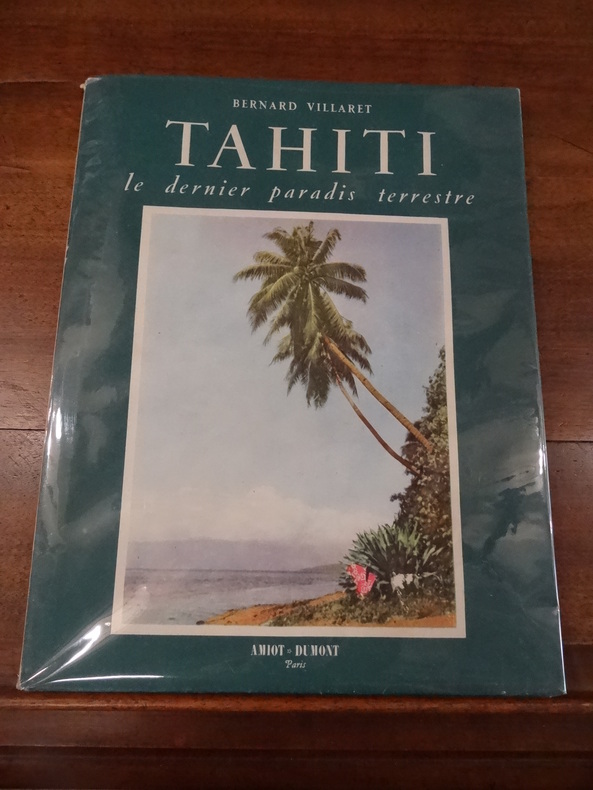 BERNARD VILLARET
TAHITI
le dernier paradis terrestre
AMIOT-DUMONT
Paris